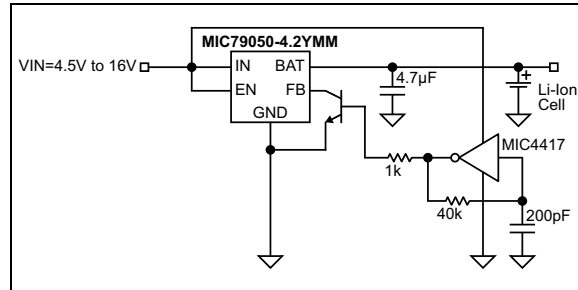 MIC79050-4.2YMM
VIN=4.5V to 16V
IN
BAT
EN
FB
GND
4.7µF
+
Li-Ion
Cell
MIC4417
1k
40k
200pF